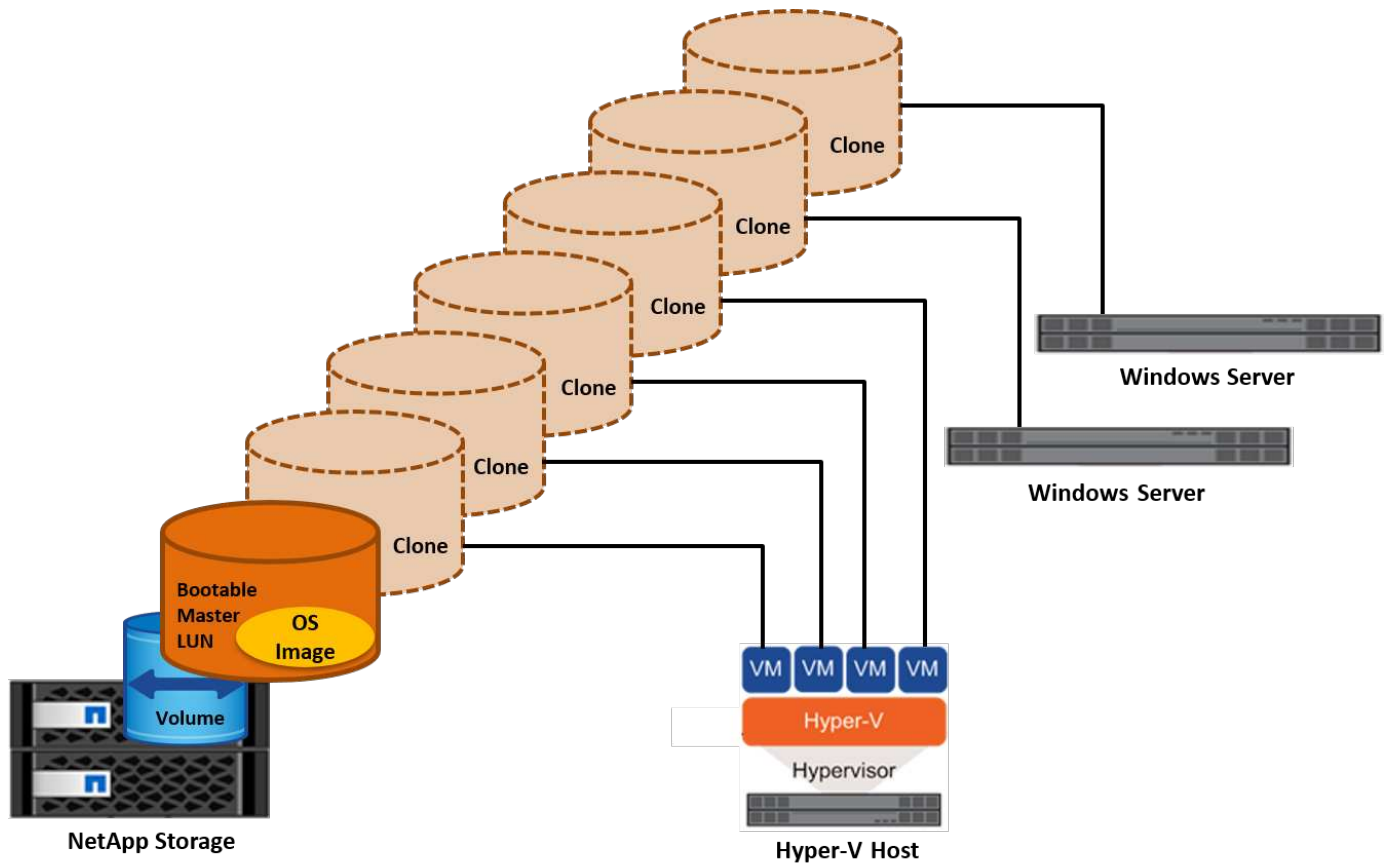 Clone
Clone
Clone
Clone
Clone
Clone
Windows Server
Windows Server
Bootable
Master
LUN
OS
Image
Volume
NetApp Storage
VM VM VM VM
Hyper-V
Hypervisor
Hyper-V Host